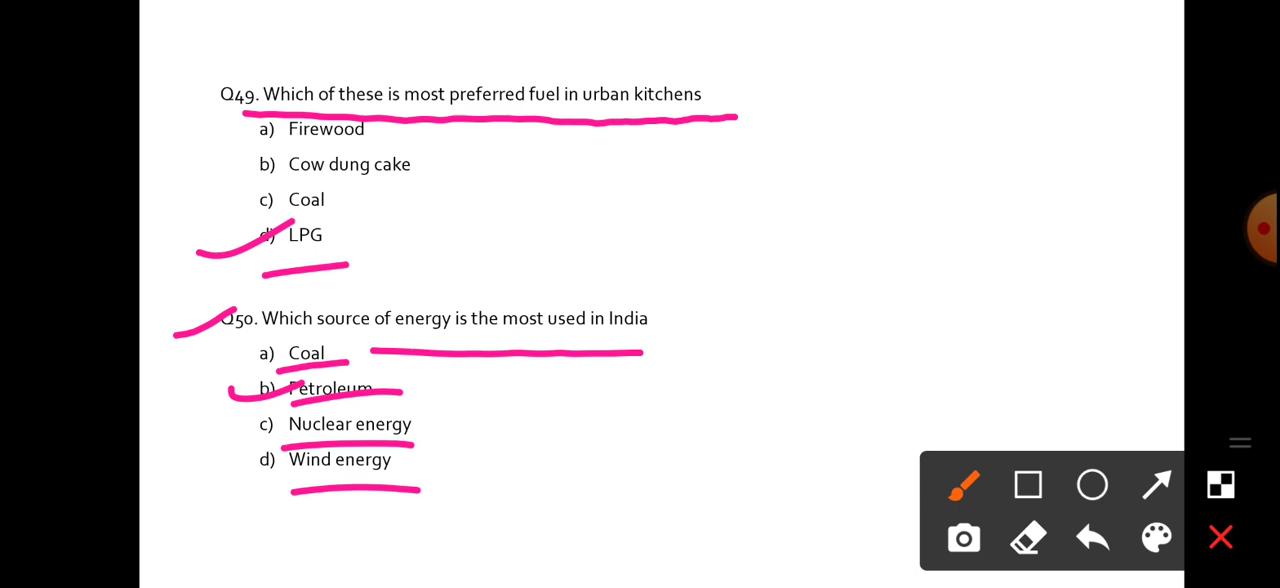 Q49. Which of these is most preferred fuel in urban kitchens
a) Firewood
b) Cow dung cake
c) Coal
d) LPG
Q50. Which source of energy is the most used in India
a) Coal
b) Petroleum
c) Nuclear energy
d) Wind energy